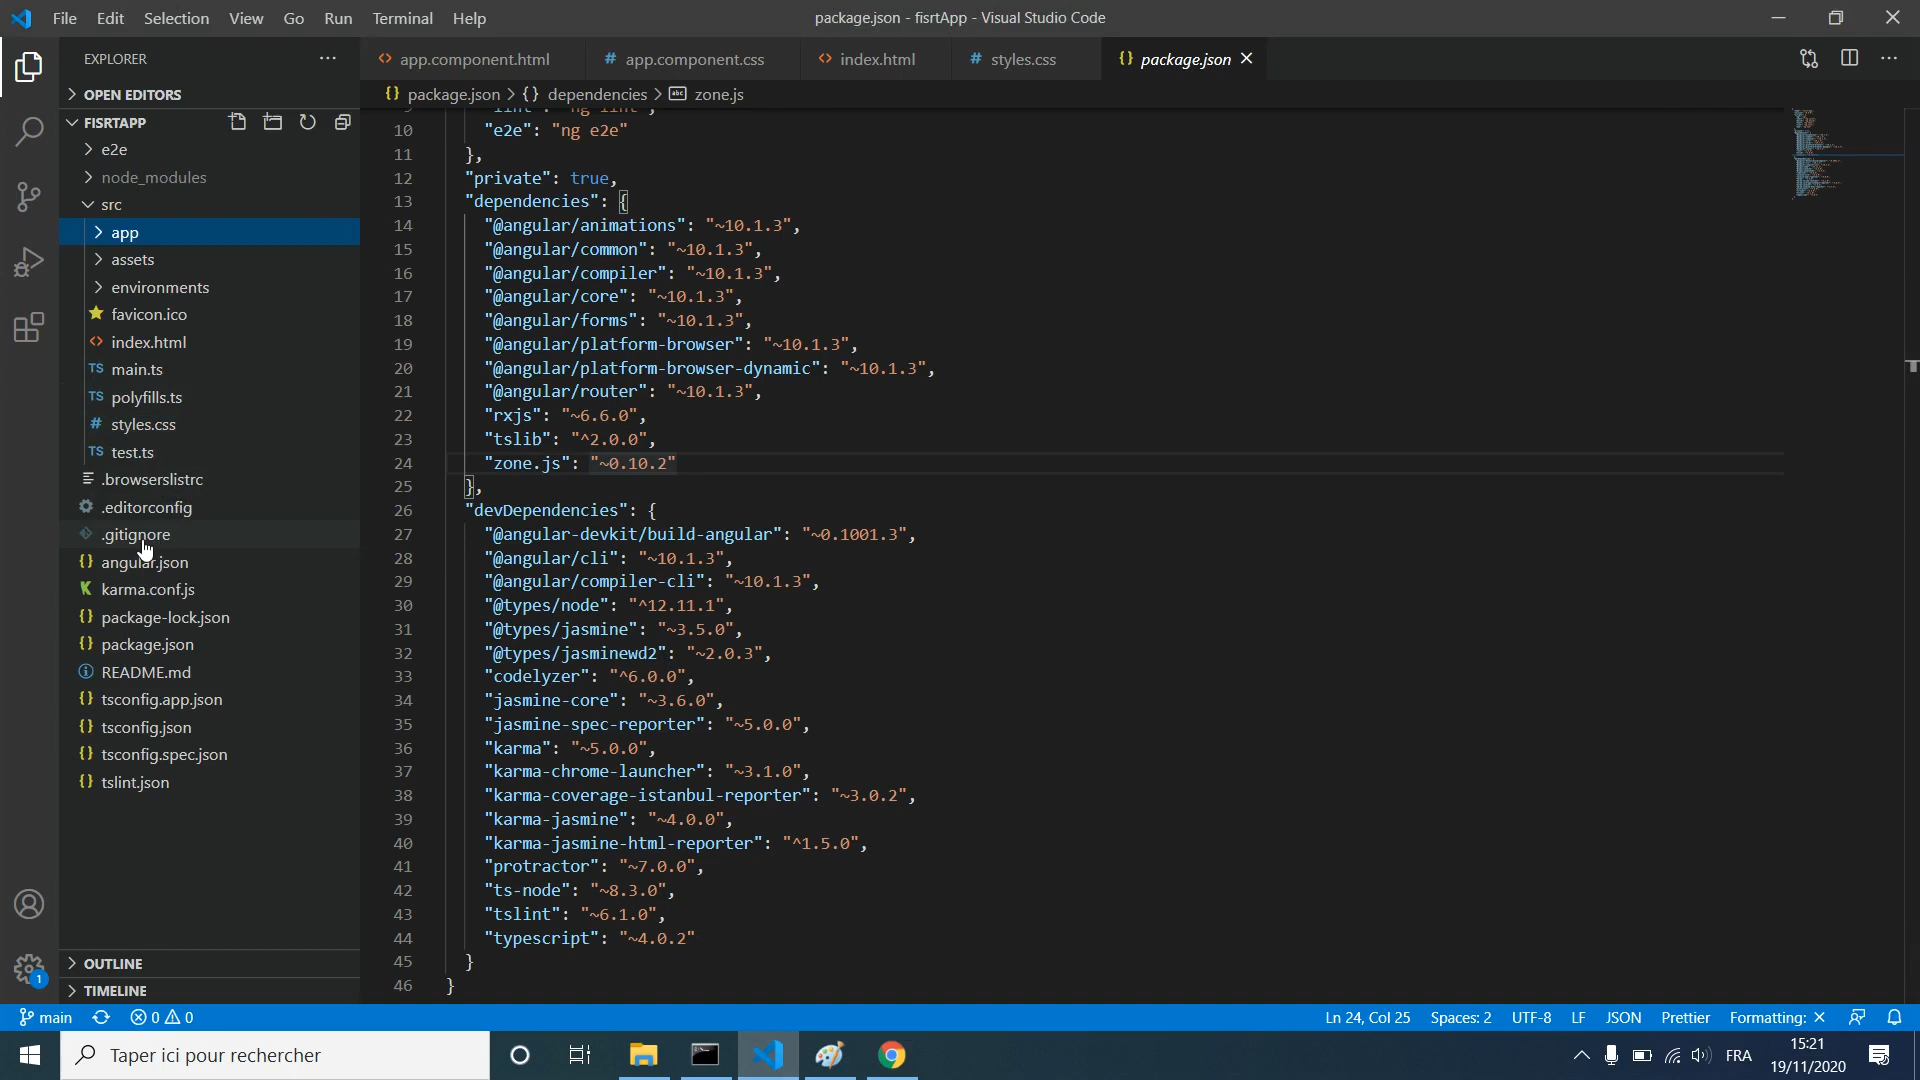 File Edit Selection View Go Run Terminal Help
package.json - fisrtApp - Visual Studio Code
EXPLORER
OPEN EDITORS
FISRTAPP
e2e
node_modules
src
app
assets
environments
favicon.ico
index.html
TS main.ts
TS polyfills.ts
# styles.css
TS test.ts
.browserslistrc
.editorconfig
.gitignore
{} angular.json
karma.conf.js
{} package-lock.json
{} package.json
README.md
{} tsconfig.app.json
{} tsconfig.json
{} tsconfig.spec.json
{} tslint.json
OUTLINE
TIMELINE
<> app.component.html # app.component.css <> index.html # styles.css {} package.json
{} package.json > {} dependencies > abc zone.js
10 "e2e": "ng e2e"
11 },
12 "private": true,
13 "dependencies": {
14 "@angular/animations": "~10.1.3",
15 "@angular/common": "~10.1.3",
16 "@angular/compiler": "~10.1.3",
17 "@angular/core": "~10.1.3",
18 "@angular/forms": "~10.1.3",
19 "@angular/platform-browser": "~10.1.3",
20 "@angular/platform-browser-dynamic": "~10.1.3",
21 "@angular/router": "~10.1.3",
22 "rxjs": "~6.6.0",
23 "tslib": "^2.0.0",
24 "zone.js": "~0.10.2"
25 },
26 "devDependencies": {
27 "@angular-devkit/build-angular": "~0.1001.3",
28 "@angular/cli": "~10.1.3",
29 "@angular/compiler-cli": "~10.1.3",
30 "@types/node": "^12.11.1",
31 "@types/jasmine": "~3.5.0",
32 "@types/jasminewd2": "~2.0.3",
33 "codelyzer": "^6.0.0",
34 "jasmine-core": "~3.6.0",
35 "jasmine-spec-reporter": "~5.0.0",
36 "karma": "~5.0.0",
37 "karma-chrome-launcher": "~3.1.0",
38 "karma-coverage-istanbul-reporter": "~3.0.2",
39 "karma-jasmine": "~4.0.0",
40 "karma-jasmine-html-reporter": "^1.5.0",
41 "protractor": "~7.0.0",
42 "ts-node": "~8.3.0",
43 "tslint": "~6.1.0",
44 "typescript": "~4.0.2"
45 }
46 }
1
main 0 0 Ln 24, Col 25 Spaces: 2 UTF-8 LF JSON Prettier Formatting: ×
Taper ici pour rechercher
FRA
15:21
19/11/2020